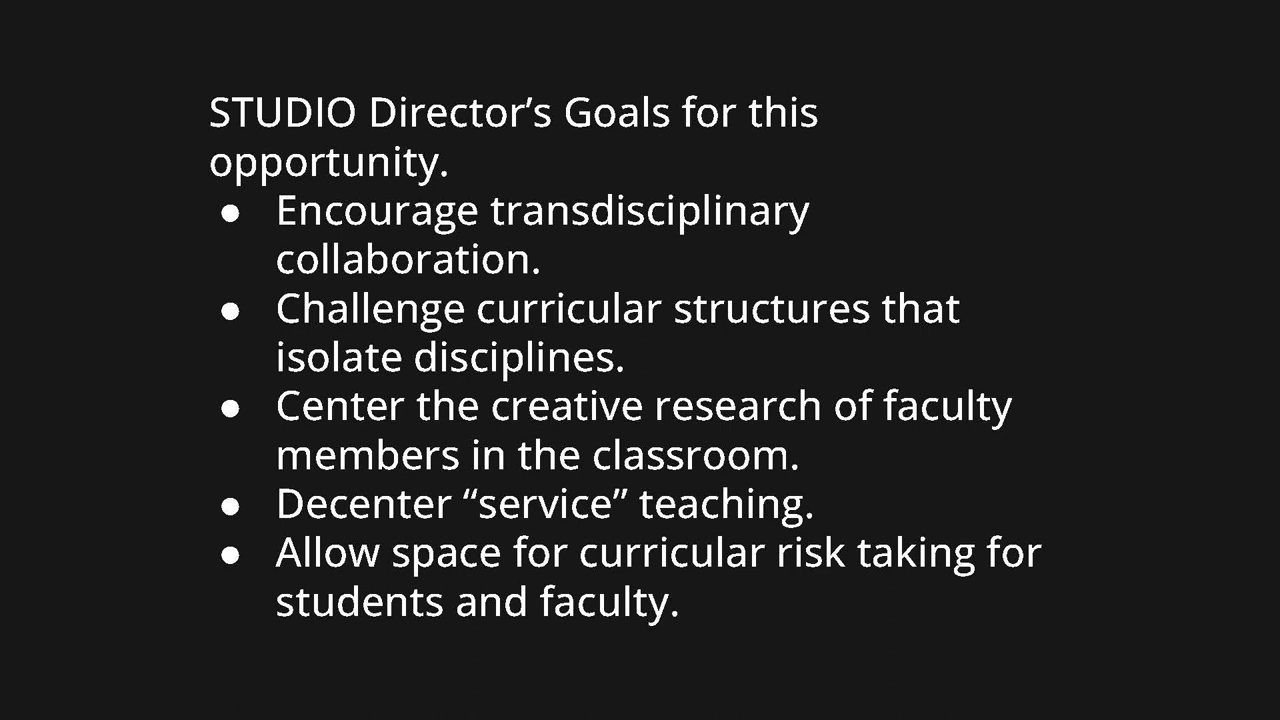 STUDIO Director’s Goals for this
opportunity.
● Encourage transdisciplinary
collaboration.
● Challenge curricular structures that
isolate disciplines.
● Center the creative research of faculty
members in the classroom.
● Decenter “service” teaching.
● Allow space for curricular risk taking for
students and faculty.